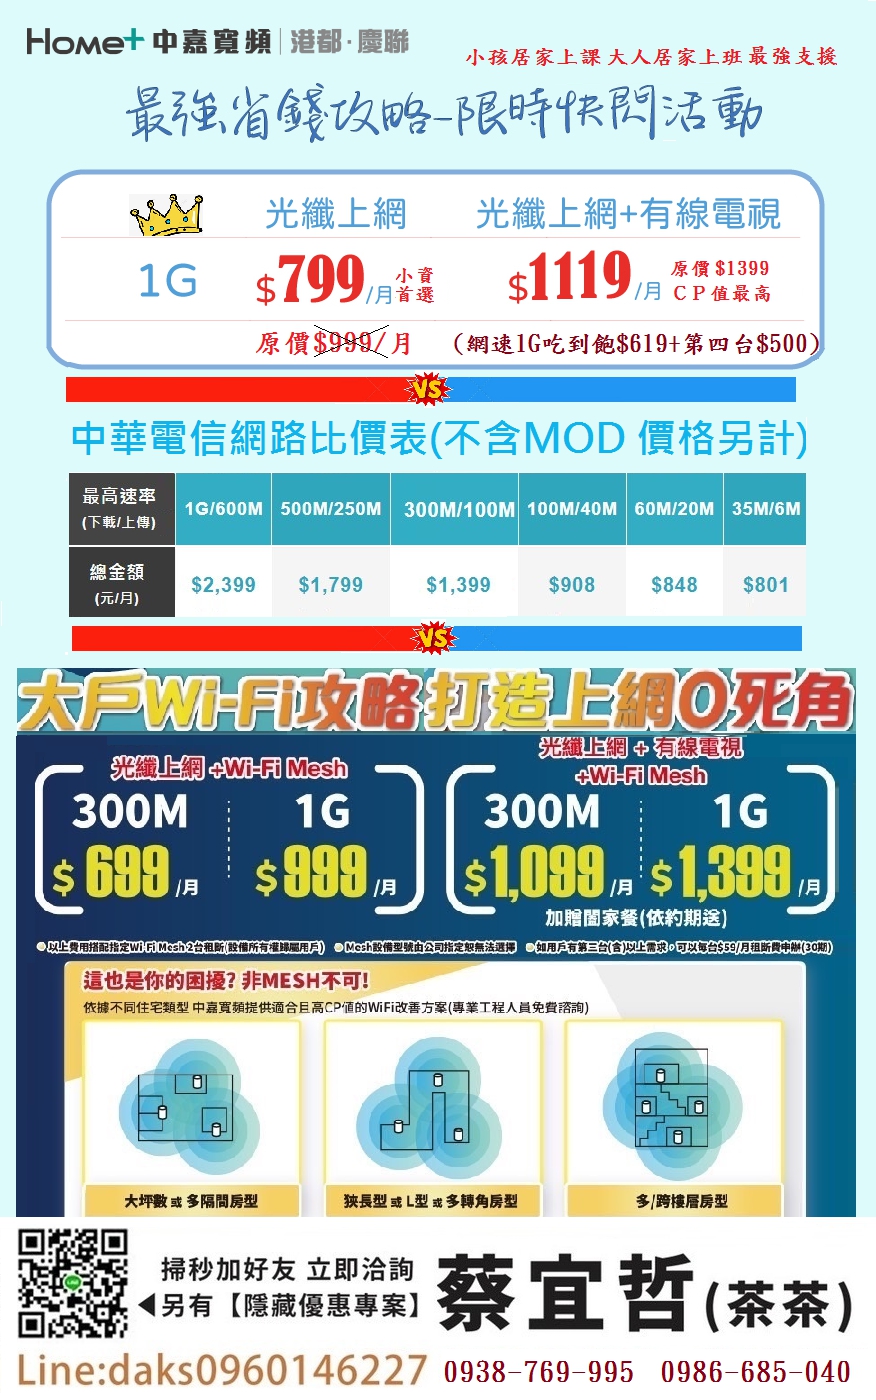 Home+ 中嘉寬頻 港都·慶聯
小孩居家上課 大人居家上班 最強支援
最強省錢攻略-限時快閃活動
光纖上網 光纖上網+有線電視
1G $799/月 小資首選 $1119/月 原價$1399 CP值最高
原價$999/月 (網速1G吃到飽$619+第四台$500)
VS
中華電信網路比價表(不含MOD 價格另計)
最高速率 (下載/上傳) 1G/600M 500M/250M 300M/100M 100M/40M 60M/20M 35M/6M
總金額 (元/月) $2,399 $1,799 $1,399 $908 $848 $801
VS
大戶Wi-Fi攻略 打造上網0死角
光纖上網 +Wi-Fi Mesh
300M 1G
$699/月 $999/月
光纖上網 + 有線電視
+Wi-Fi Mesh
300M 1G
$1,099/月 $1,399/月
加贈闔家餐(依約期送)
以上費用搭配指定Wi-Fi Mesh 2台租斷(設備所有權歸屬用戶) Mesh設備型號由公司指定恕無法選擇 如用戶有第三台(含)以上需求，可以每台$59/月租斷費申辦(30期)
這也是你的困擾? 非MESH不可!
依據不同住宅類型 中嘉寬頻提供適合且高CP值的WiFi改善方案(專業工程人員免費諮詢)
大坪數 或 多隔間房型 狹長型 或 L型 或 多轉角房型 多/跨樓層房型
掃秒加好友 立即洽詢
◀另有【隱藏優惠專案】
蔡宜哲(茶茶)
Line:daks0960146227 0938-769-995 0986-685-040